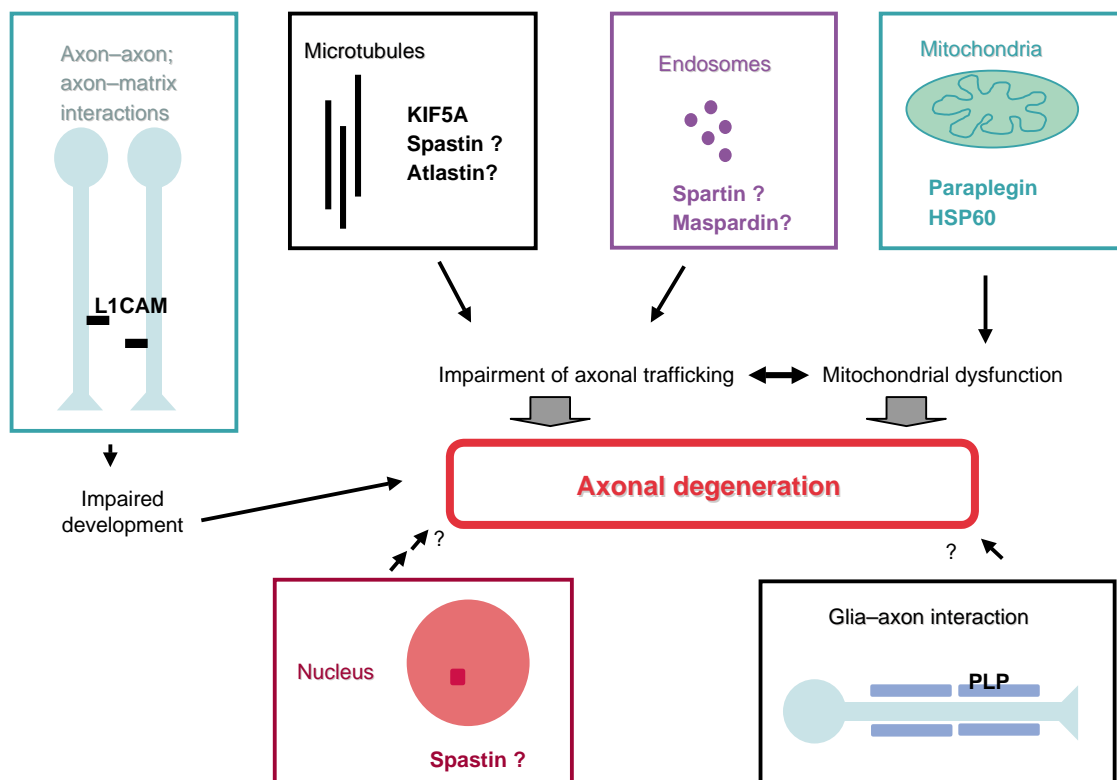 Axon–axon;
axon–matrix
interactions
L1CAM
Microtubules
KIF5A
Spastin ?
Atlastin?
Endosomes
Spartin ?
Maspardin?
Mitochondria
Paraplegin
HSP60
Impairment of axonal trafficking
Mitochondrial dysfunction
Impaired
development
Axonal degeneration
?
?
Nucleus
Spastin ?
Glia–axon interaction
PLP